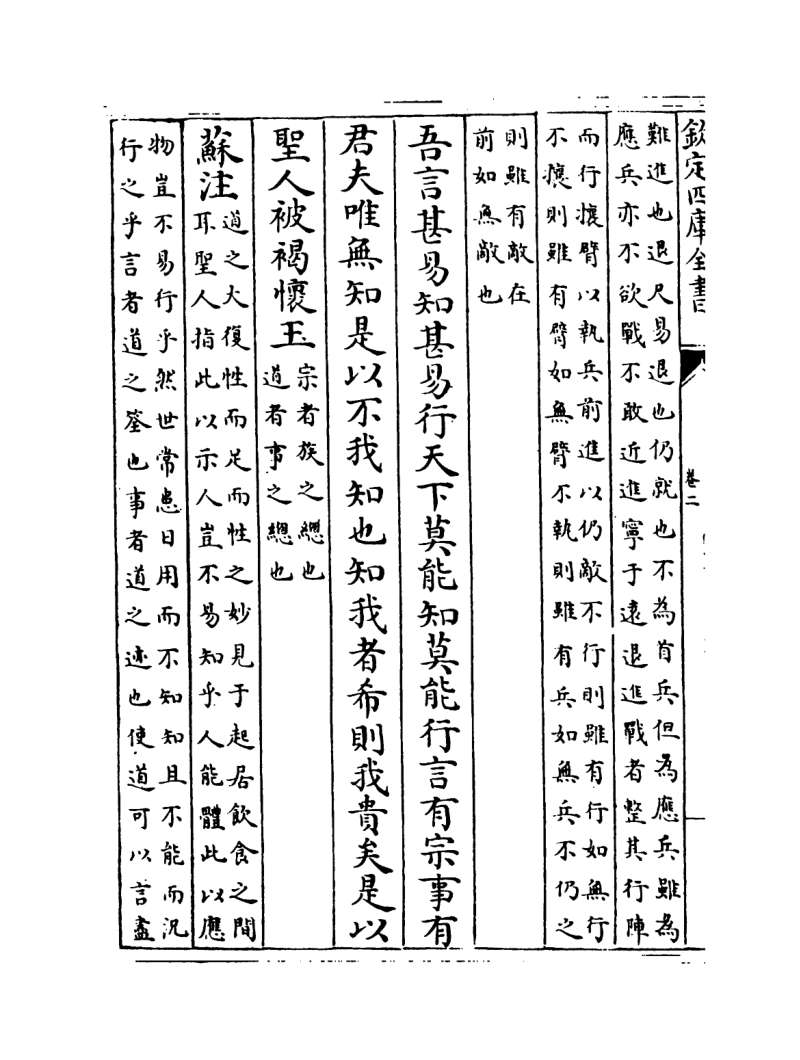 欽定四庫全書
卷二
難進也退尺易退也仍就也不為首兵但為應兵雖為
應兵亦不欲戰不敢近進寧于遠退進戰者整其行陣
而行攘臂以執兵前進以仍敵不行則雖有行如無行
不攘則雖有臂如無臂不執則雖有兵如無兵不仍之
則雖有敵在
前如無敵也
吾言甚易知甚易行天下莫能知莫能行言有宗事有
君夫唯無知是以不我知也知我者希則我貴矣是以
聖人被褐懷玉
宗者族之總也
道者事之總也
蘇注
道之大復性而足而性之妙見于起居飲食之間
耳聖人指此以示人豈不易知乎人能體此以應
物豈不易行乎然世常患日用而不知知且不能而況
行之乎言者道之筌也事者道之迹也使道可以言盡